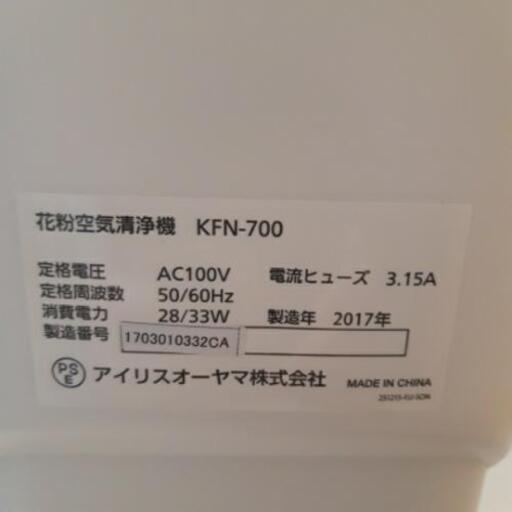 花粉空気清浄機 KFN-700
定格電圧 AC100V 電流ヒューズ 3.15A
定格周波数 50/60Hz
消費電力 28/33W 製造年 2017年
製造番号 1703010332CA
PSE アイリスオーヤマ株式会社 MADE IN CHINA